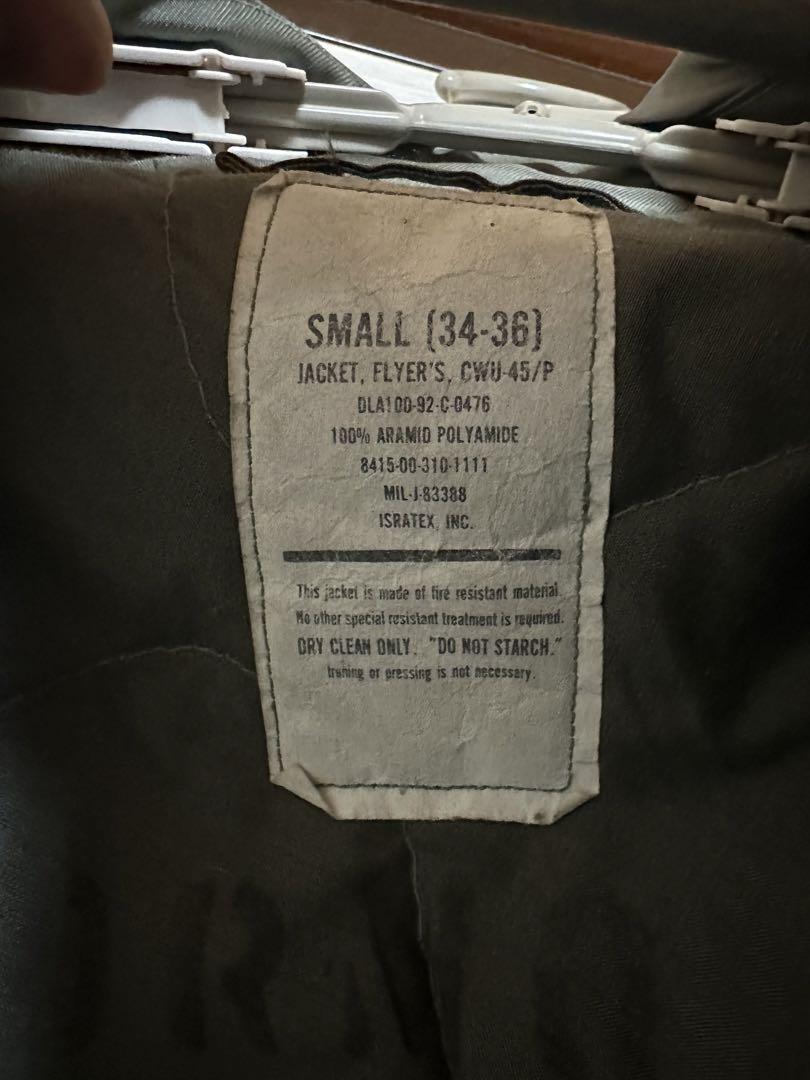 SMALL (34-36)
JACKET, FLYER'S, CWU-45/P
DLA100-92-C-0476
100% ARAMID POLYAMIDE
8415-00-310-1111
MIL-J-83388
ISRATEX, INC.
This jacket is made of fire resistant material.
No other special resistant treatment is required.
DRY CLEAN ONLY. "DO NOT STARCH."
Ironing or pressing is not necessary.